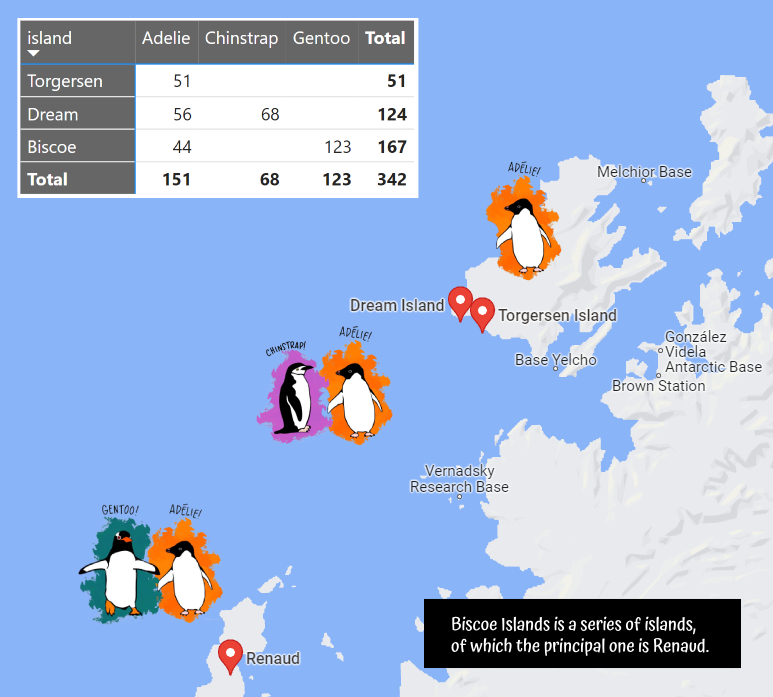 island Adelie Chinstrap Gentoo Total
Torgersen 51 51
Dream 56 68 124
Biscoe 44 123 167
Total 151 68 123 342
ADÉLIE!
Melchior Base
Dream Island
Torgersen Island
González
Videla
Antarctic Base
Base Yelcho
Brown Station
CHINSTRAP!
ADÉLIE!
Vernadsky
Research Base
GENTOO!
ADÉLIE!
Biscoe Islands is a series of islands,
of which the principal one is Renaud.
Renaud